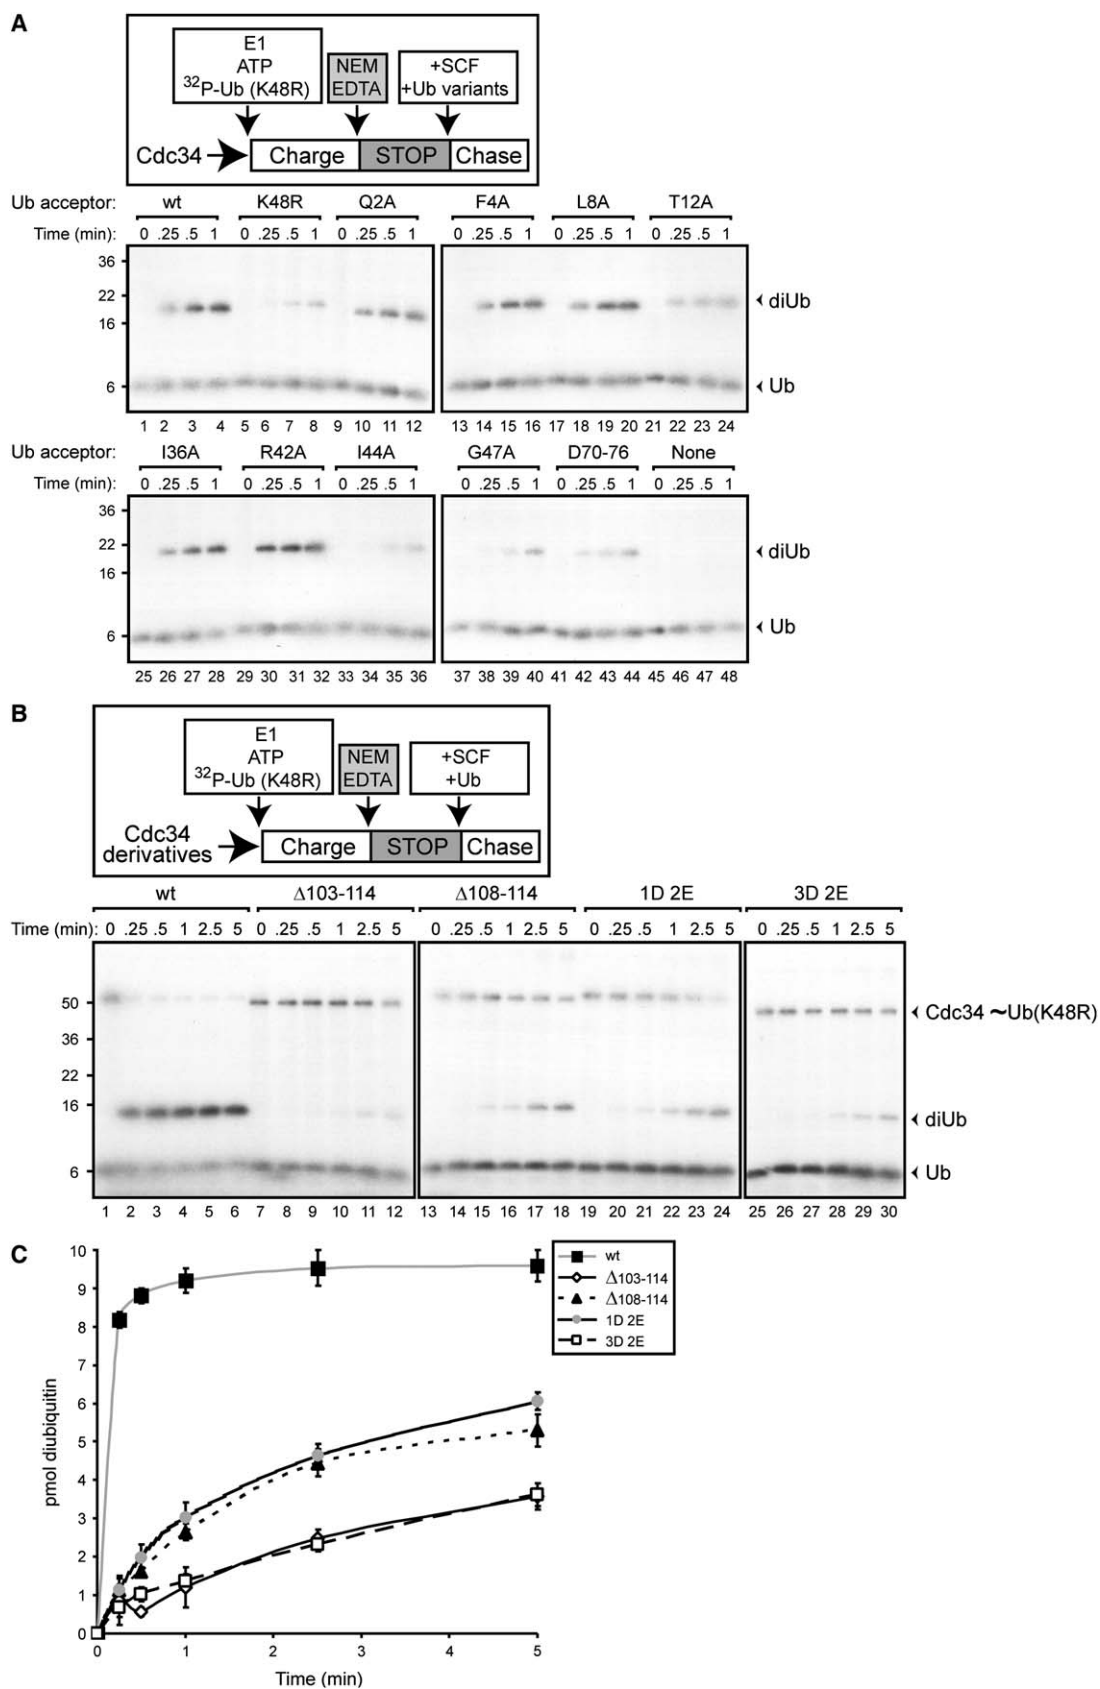 A
E1
ATP
32P-Ub (K48R)
NEM
EDTA
+SCF
+Ub variants
Cdc34
Charge
STOP
Chase
Ub acceptor: wt K48R Q2A F4A L8A T12A
Time (min): 0 .25 .5 1 0 .25 .5 1 0 .25 .5 1 0 .25 .5 1 0 .25 .5 1 0 .25 .5 1
36
22
diUb
16
6
Ub
1 2 3 4 5 6 7 8 9 10 11 12 13 14 15 16 17 18 19 20 21 22 23 24
Ub acceptor: I36A R42A I44A G47A D70-76 None
Time (min): 0 .25 .5 1 0 .25 .5 1 0 .25 .5 1 0 .25 .5 1 0 .25 .5 1 0 .25 .5 1
36
22
diUb
16
6
Ub
25 26 27 28 29 30 31 32 33 34 35 36 37 38 39 40 41 42 43 44 45 46 47 48
B
E1
ATP
32P-Ub (K48R)
NEM
EDTA
+SCF
+Ub
Cdc34
derivatives
Charge
STOP
Chase
wt Δ103-114 Δ108-114 1D 2E 3D 2E
Time (min): 0 .25 .5 1 2.5 5 0 .25 .5 1 2.5 5 0 .25 .5 1 2.5 5 0 .25 .5 1 2.5 5 0 .25 .5 1 2.5 5
50
Cdc34 ~Ub(K48R)
36
22
16
diUb
6
Ub
1 2 3 4 5 6 7 8 9 10 11 12 13 14 15 16 17 18 19 20 21 22 23 24 25 26 27 28 29 30
C
10
9
8
7
6
5
4
3
2
1
0
pmol diubiquitin
wt
Δ103-114
Δ108-114
1D 2E
3D 2E
0 1 2 3 4 5
Time (min)